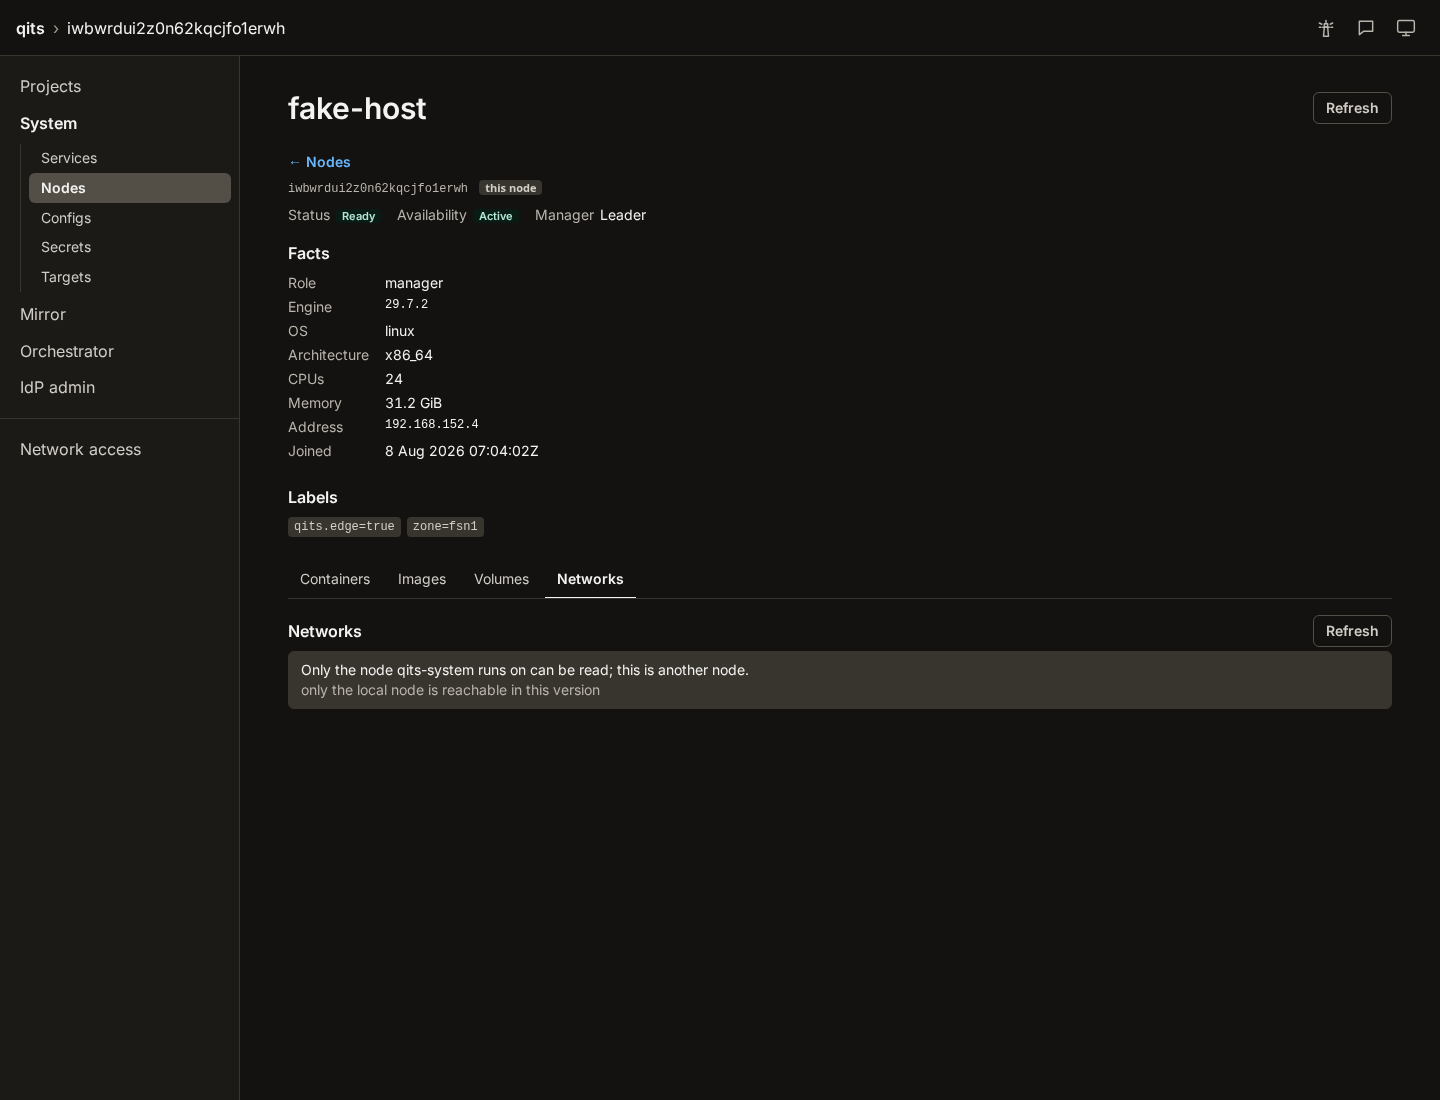 qits › iwbwrdui2z0n62kqcjfo1erwh
Projects
System
Services
Nodes
Configs
Secrets
Targets
Mirror
Orchestrator
IdP admin
Network access
fake-host
Refresh
← Nodes
iwbwrdui2z0n62kqcjfo1erwh this node
Status Ready Availability Active Manager Leader
Facts
Role manager
Engine 29.7.2
OS linux
Architecture x86_64
CPUs 24
Memory 31.2 GiB
Address 192.168.152.4
Joined 8 Aug 2026 07:04:02Z
Labels
qits.edge=true zone=fsn1
Containers Images Volumes Networks
Networks Refresh
Only the node qits-system runs on can be read; this is another node.
only the local node is reachable in this version